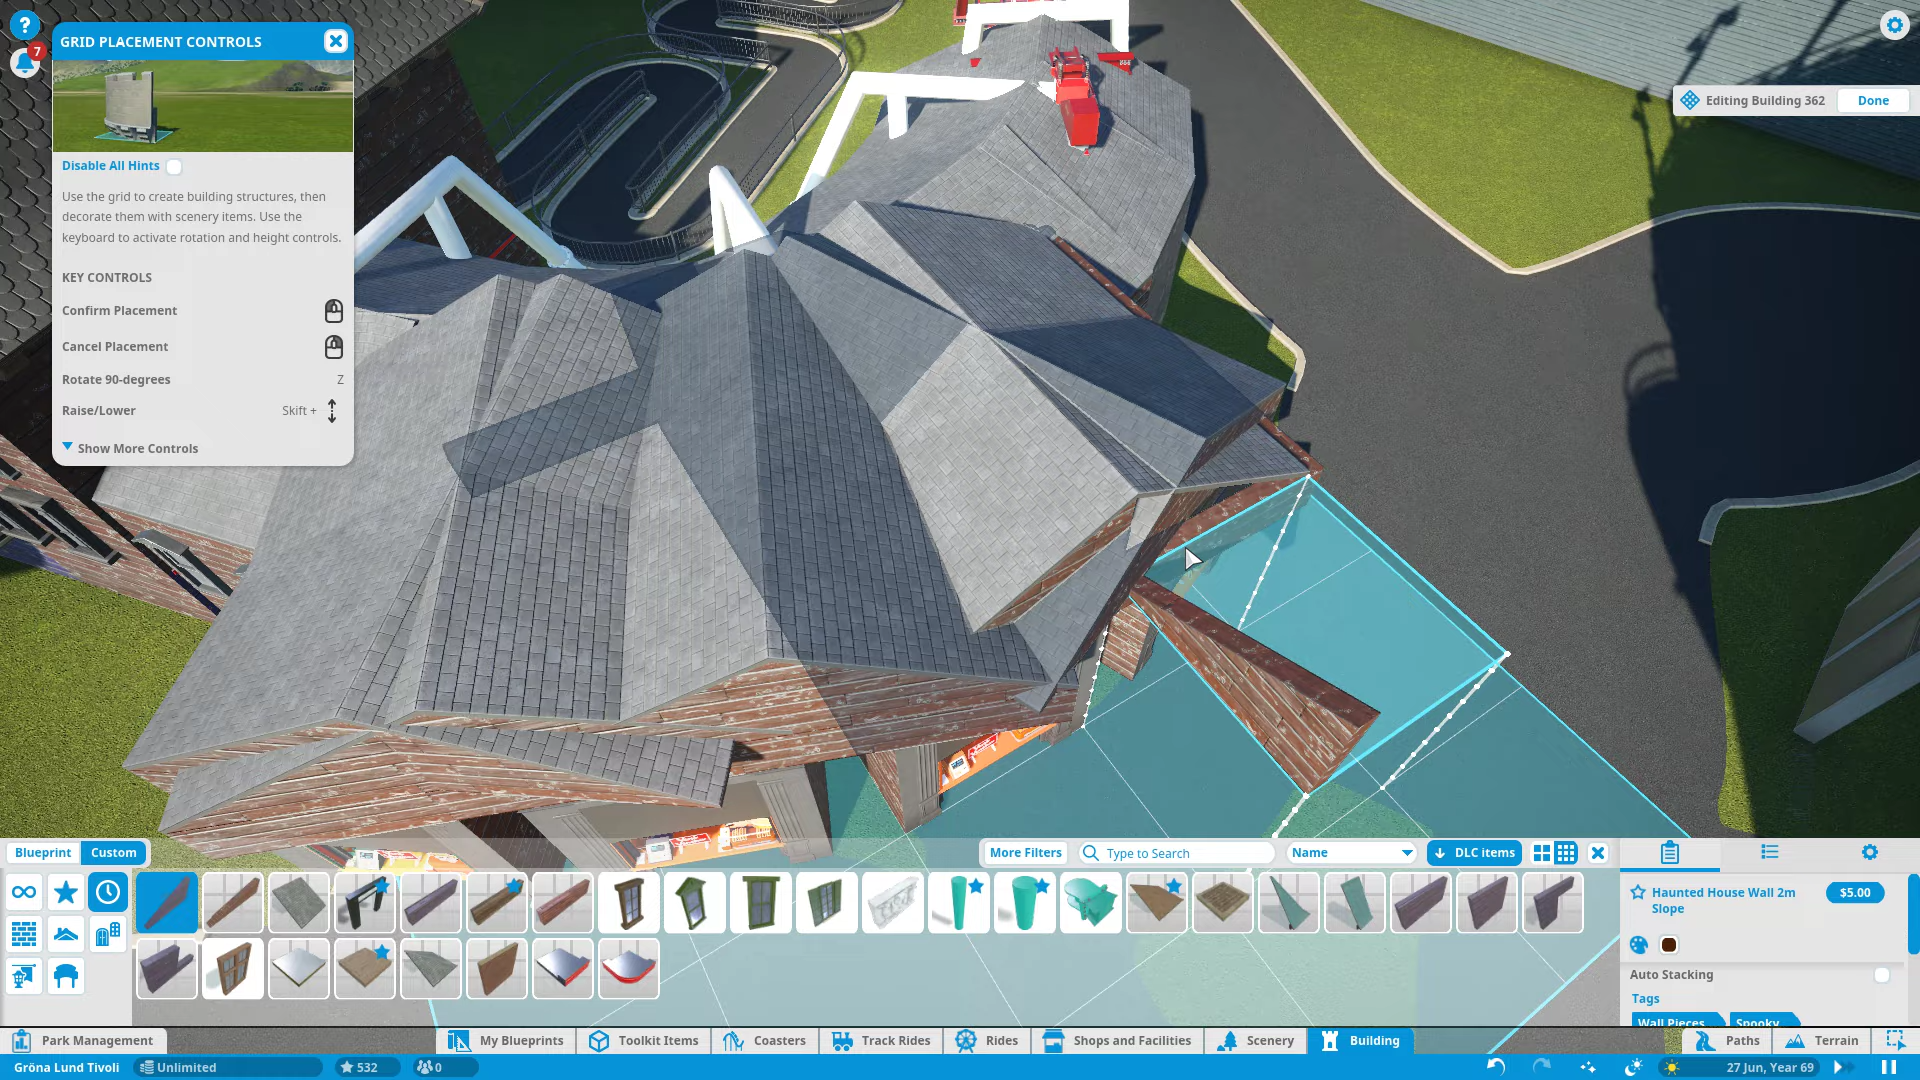 ?
7
GRID PLACEMENT CONTROLS
Disable All Hints
Use the grid to create building structures, then
decorate them with scenery items. Use the
keyboard to activate rotation and height controls.
KEY CONTROLS
Confirm Placement
Cancel Placement
Rotate 90-degrees Z
Raise/Lower Skift +
Show More Controls
Editing Building 362 Done
Blueprint Custom
More Filters Type to Search Name DLC items
Haunted House Wall 2m
Slope
$5.00
Auto Stacking
Tags
Wall Pieces Spooky
Park Management My Blueprints Toolkit Items Coasters Track Rides Rides Shops and Facilities Scenery Building Paths Terrain
Gröna Lund Tivoli Unlimited 532 0 27 Jun, Year 69